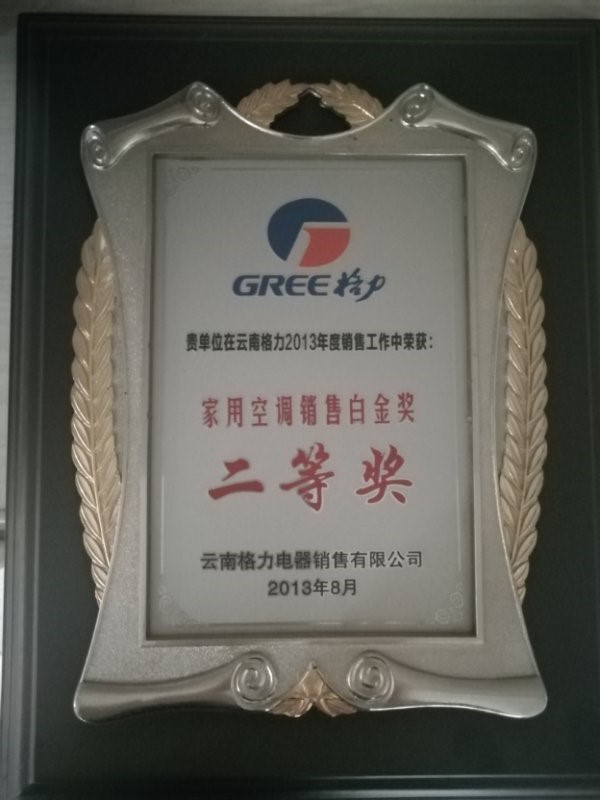 GREE格力
贵单位在云南格力2013年度销售工作中荣获：
家用空调销售白金奖
二等奖
云南格力电器销售有限公司
2013年8月